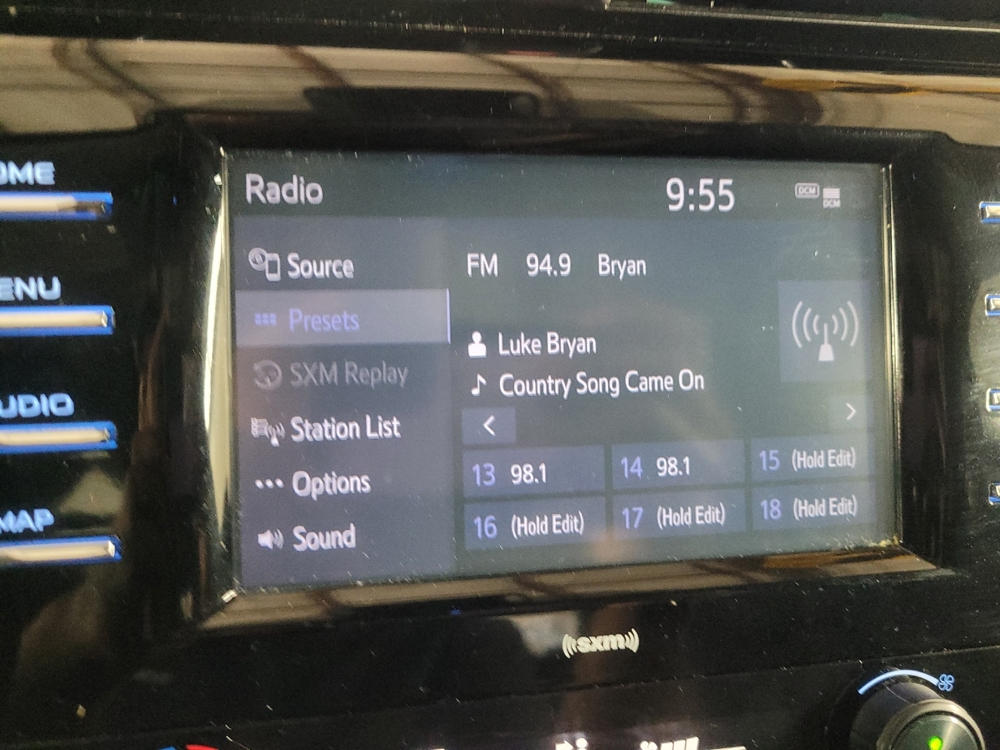 Radio 9:55 DCM DCM
Source
Presets
SXM Replay
Station List
Options
Sound
FM 94.9 Bryan
Luke Bryan
Country Song Came On
< >
13 98.1 14 98.1 15 (Hold Edit)
16 (Hold Edit) 17 (Hold Edit) 18 (Hold Edit)
OME
ENU
UDIO
MAP
((sxm))